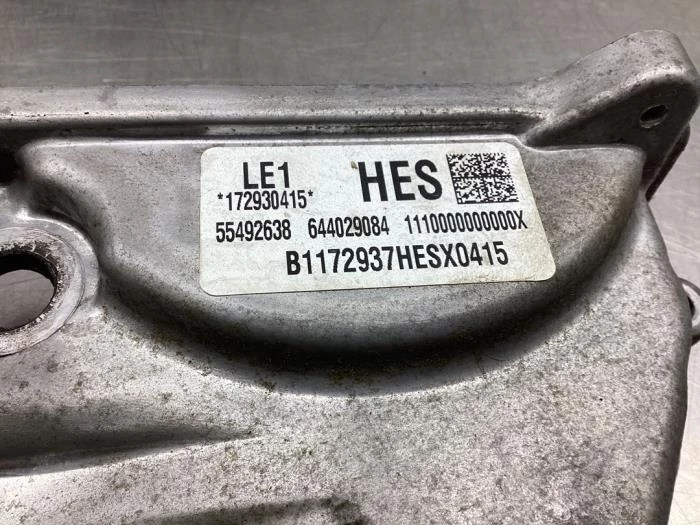 LE1 HES
*172930415*
55492638 644029084 1110000000000X
B1172937HESX0415